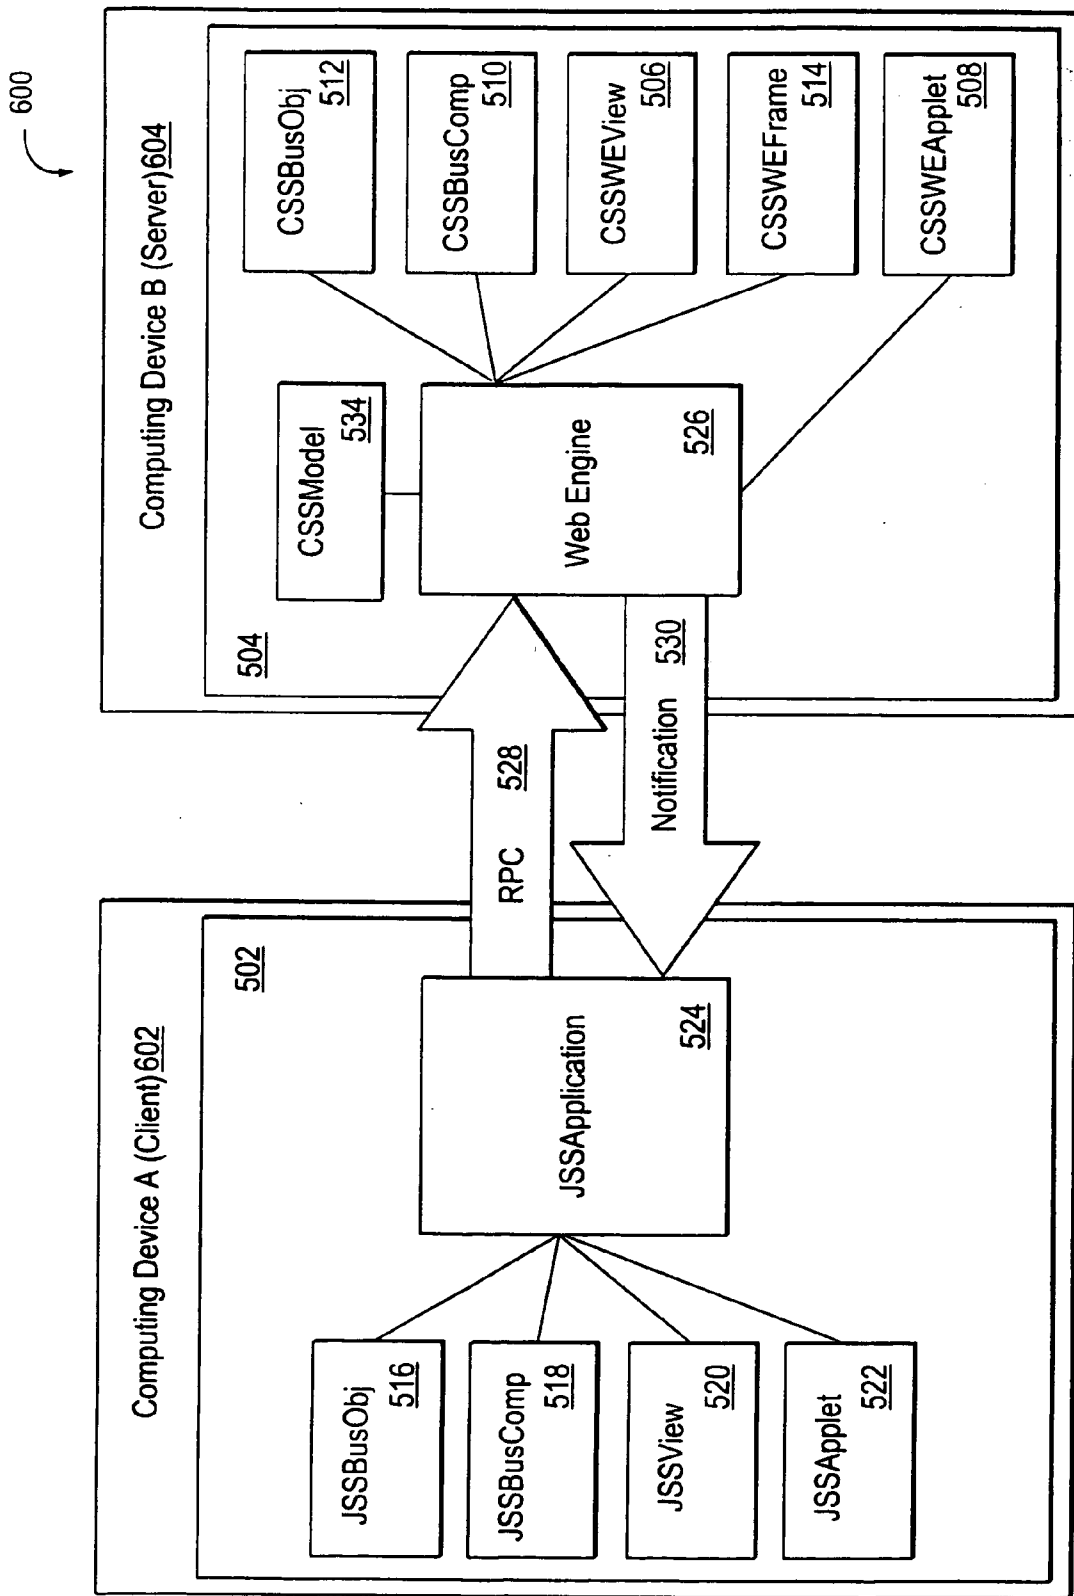 600
Computing Device A (Client) 602
502
JSSBusObj
516
JSSBusComp
518
JSSView
520
JSSApplet
522
JSSApplication
524
RPC 528
Notification 530
Computing Device B (Server) 604
504
CSSModel
534
Web Engine
526
CSSBusObj
512
CSSBusComp
510
CSSWEView
506
CSSWEFrame
514
CSSWEApplet
508